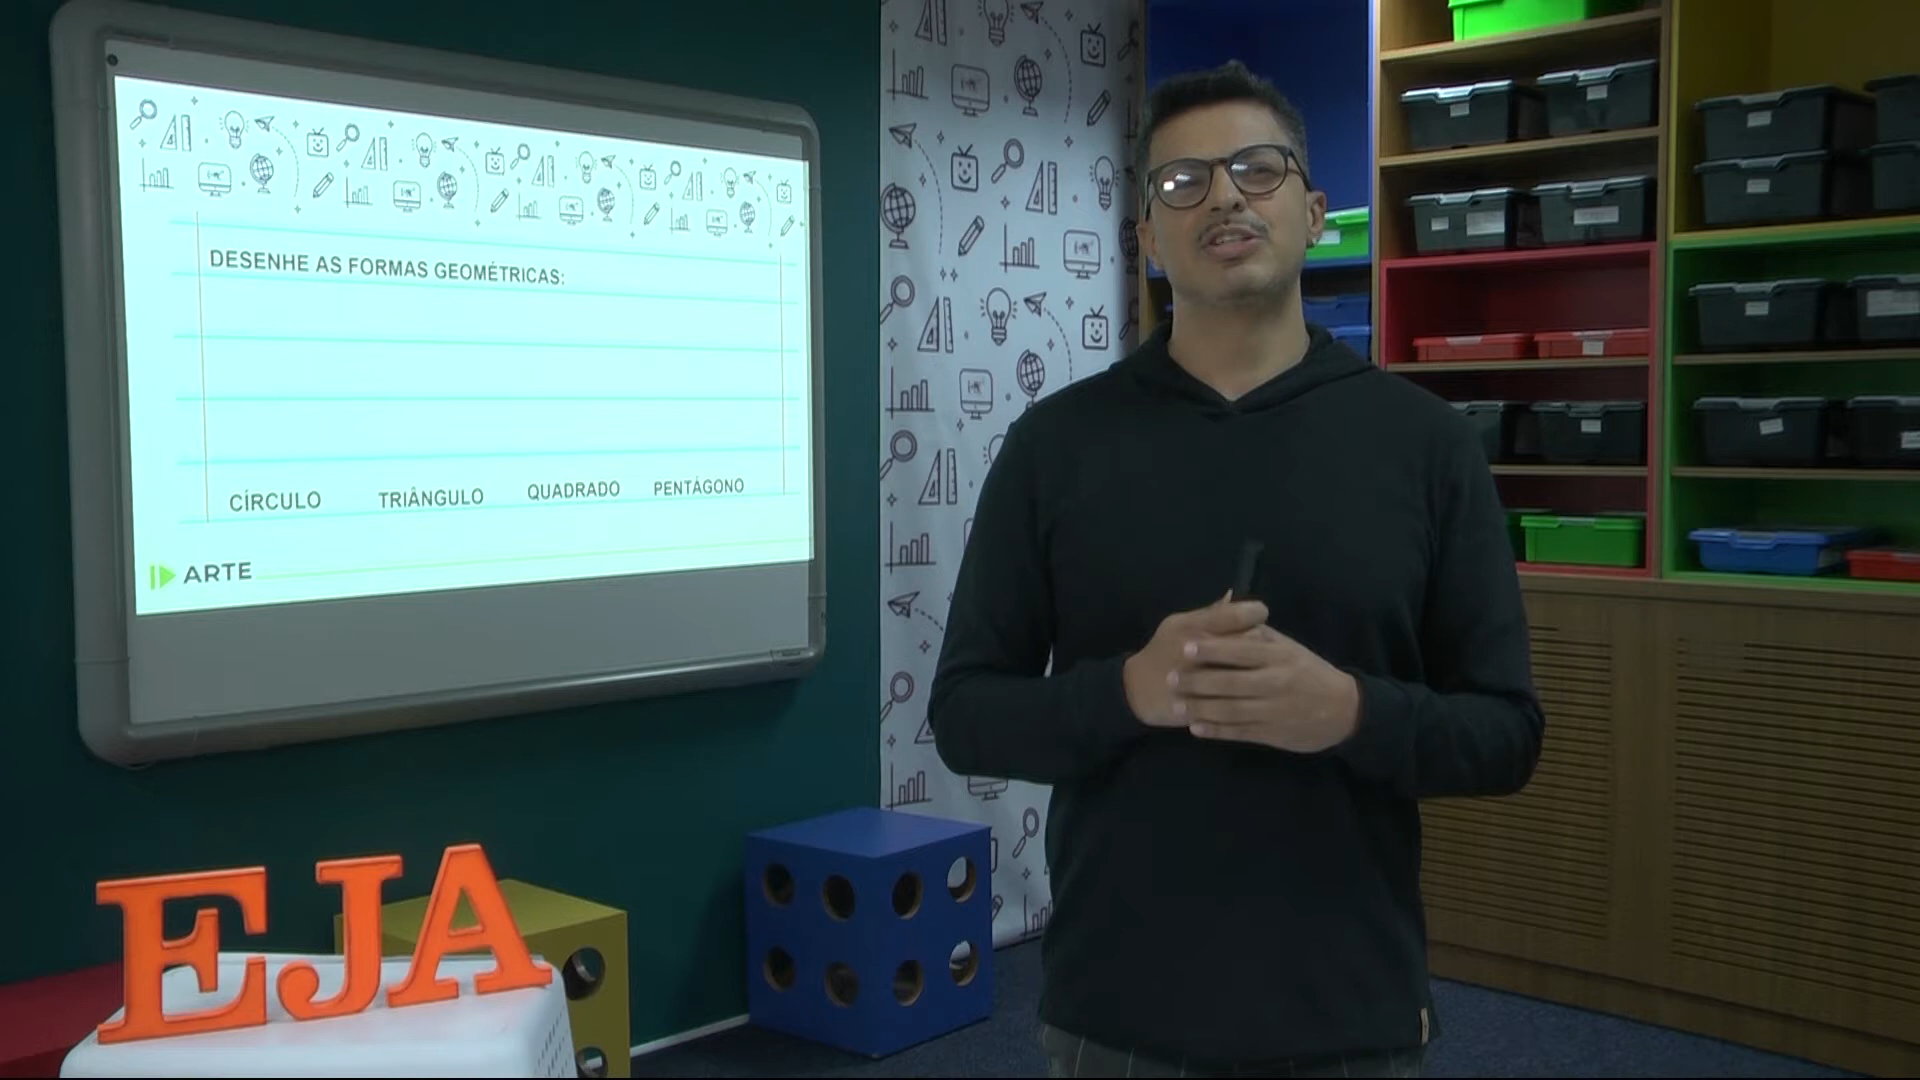 DESENHE AS FORMAS GEOMÉTRICAS:
CÍRCULO TRIÂNGULO QUADRADO PENTÁGONO
ARTE
EJA